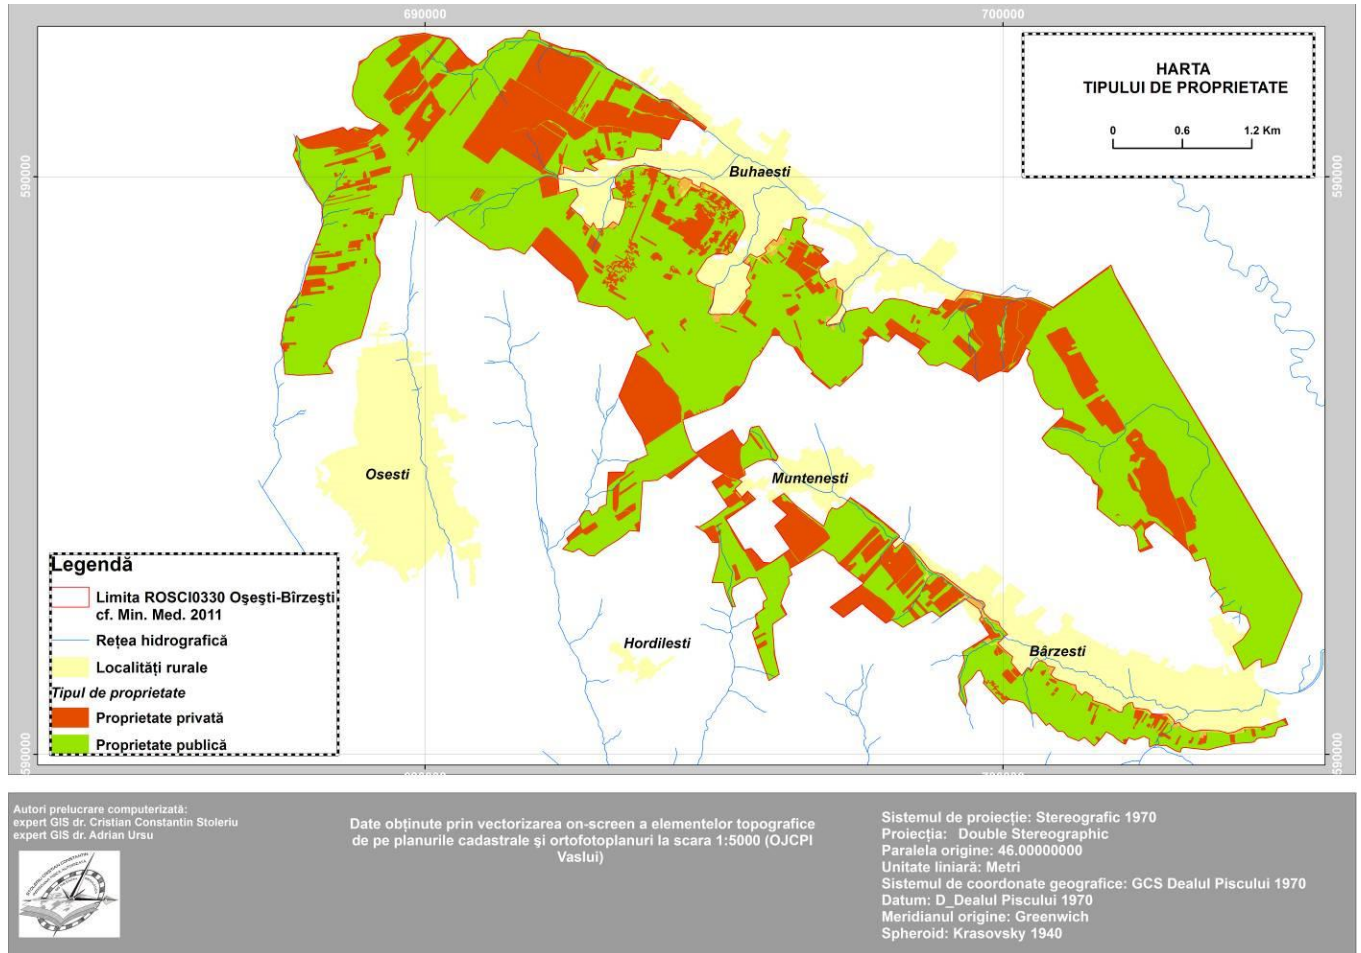 690000
700000
HARTA
TIPULUI DE PROPRIETATE
0 0.6 1.2 Km
590000
590000
Buhaesti
Osesti
Muntenesti
Hordilesti
Bârzesti
Legendă
Limita ROSCI0330 Oşeşti-Bîrzeşti
cf. Min. Med. 2011
Reţea hidrografică
Localităţi rurale
Tipul de proprietate
Proprietate privată
Proprietate publică
590000
590000
Autori prelucrare computerizată:
expert GIS dr. Cristian Constantin Stoleriu
expert GIS dr. Adrian Ursu
Date obţinute prin vectorizarea on-screen a elementelor topografice
de pe planurile cadastrale şi ortofotoplanuri la scara 1:5000 (OJCPI
Vaslui)
Sistemul de proiecţie: Stereografic 1970
Proiecţia: Double Stereographic
Paralela origine: 46.00000000
Unitate liniară: Metri
Sistemul de coordonate geografice: GCS Dealul Piscului 1970
Datum: D_Dealul Piscului 1970
Meridianul origine: Greenwich
Spheroid: Krasovsky 1940